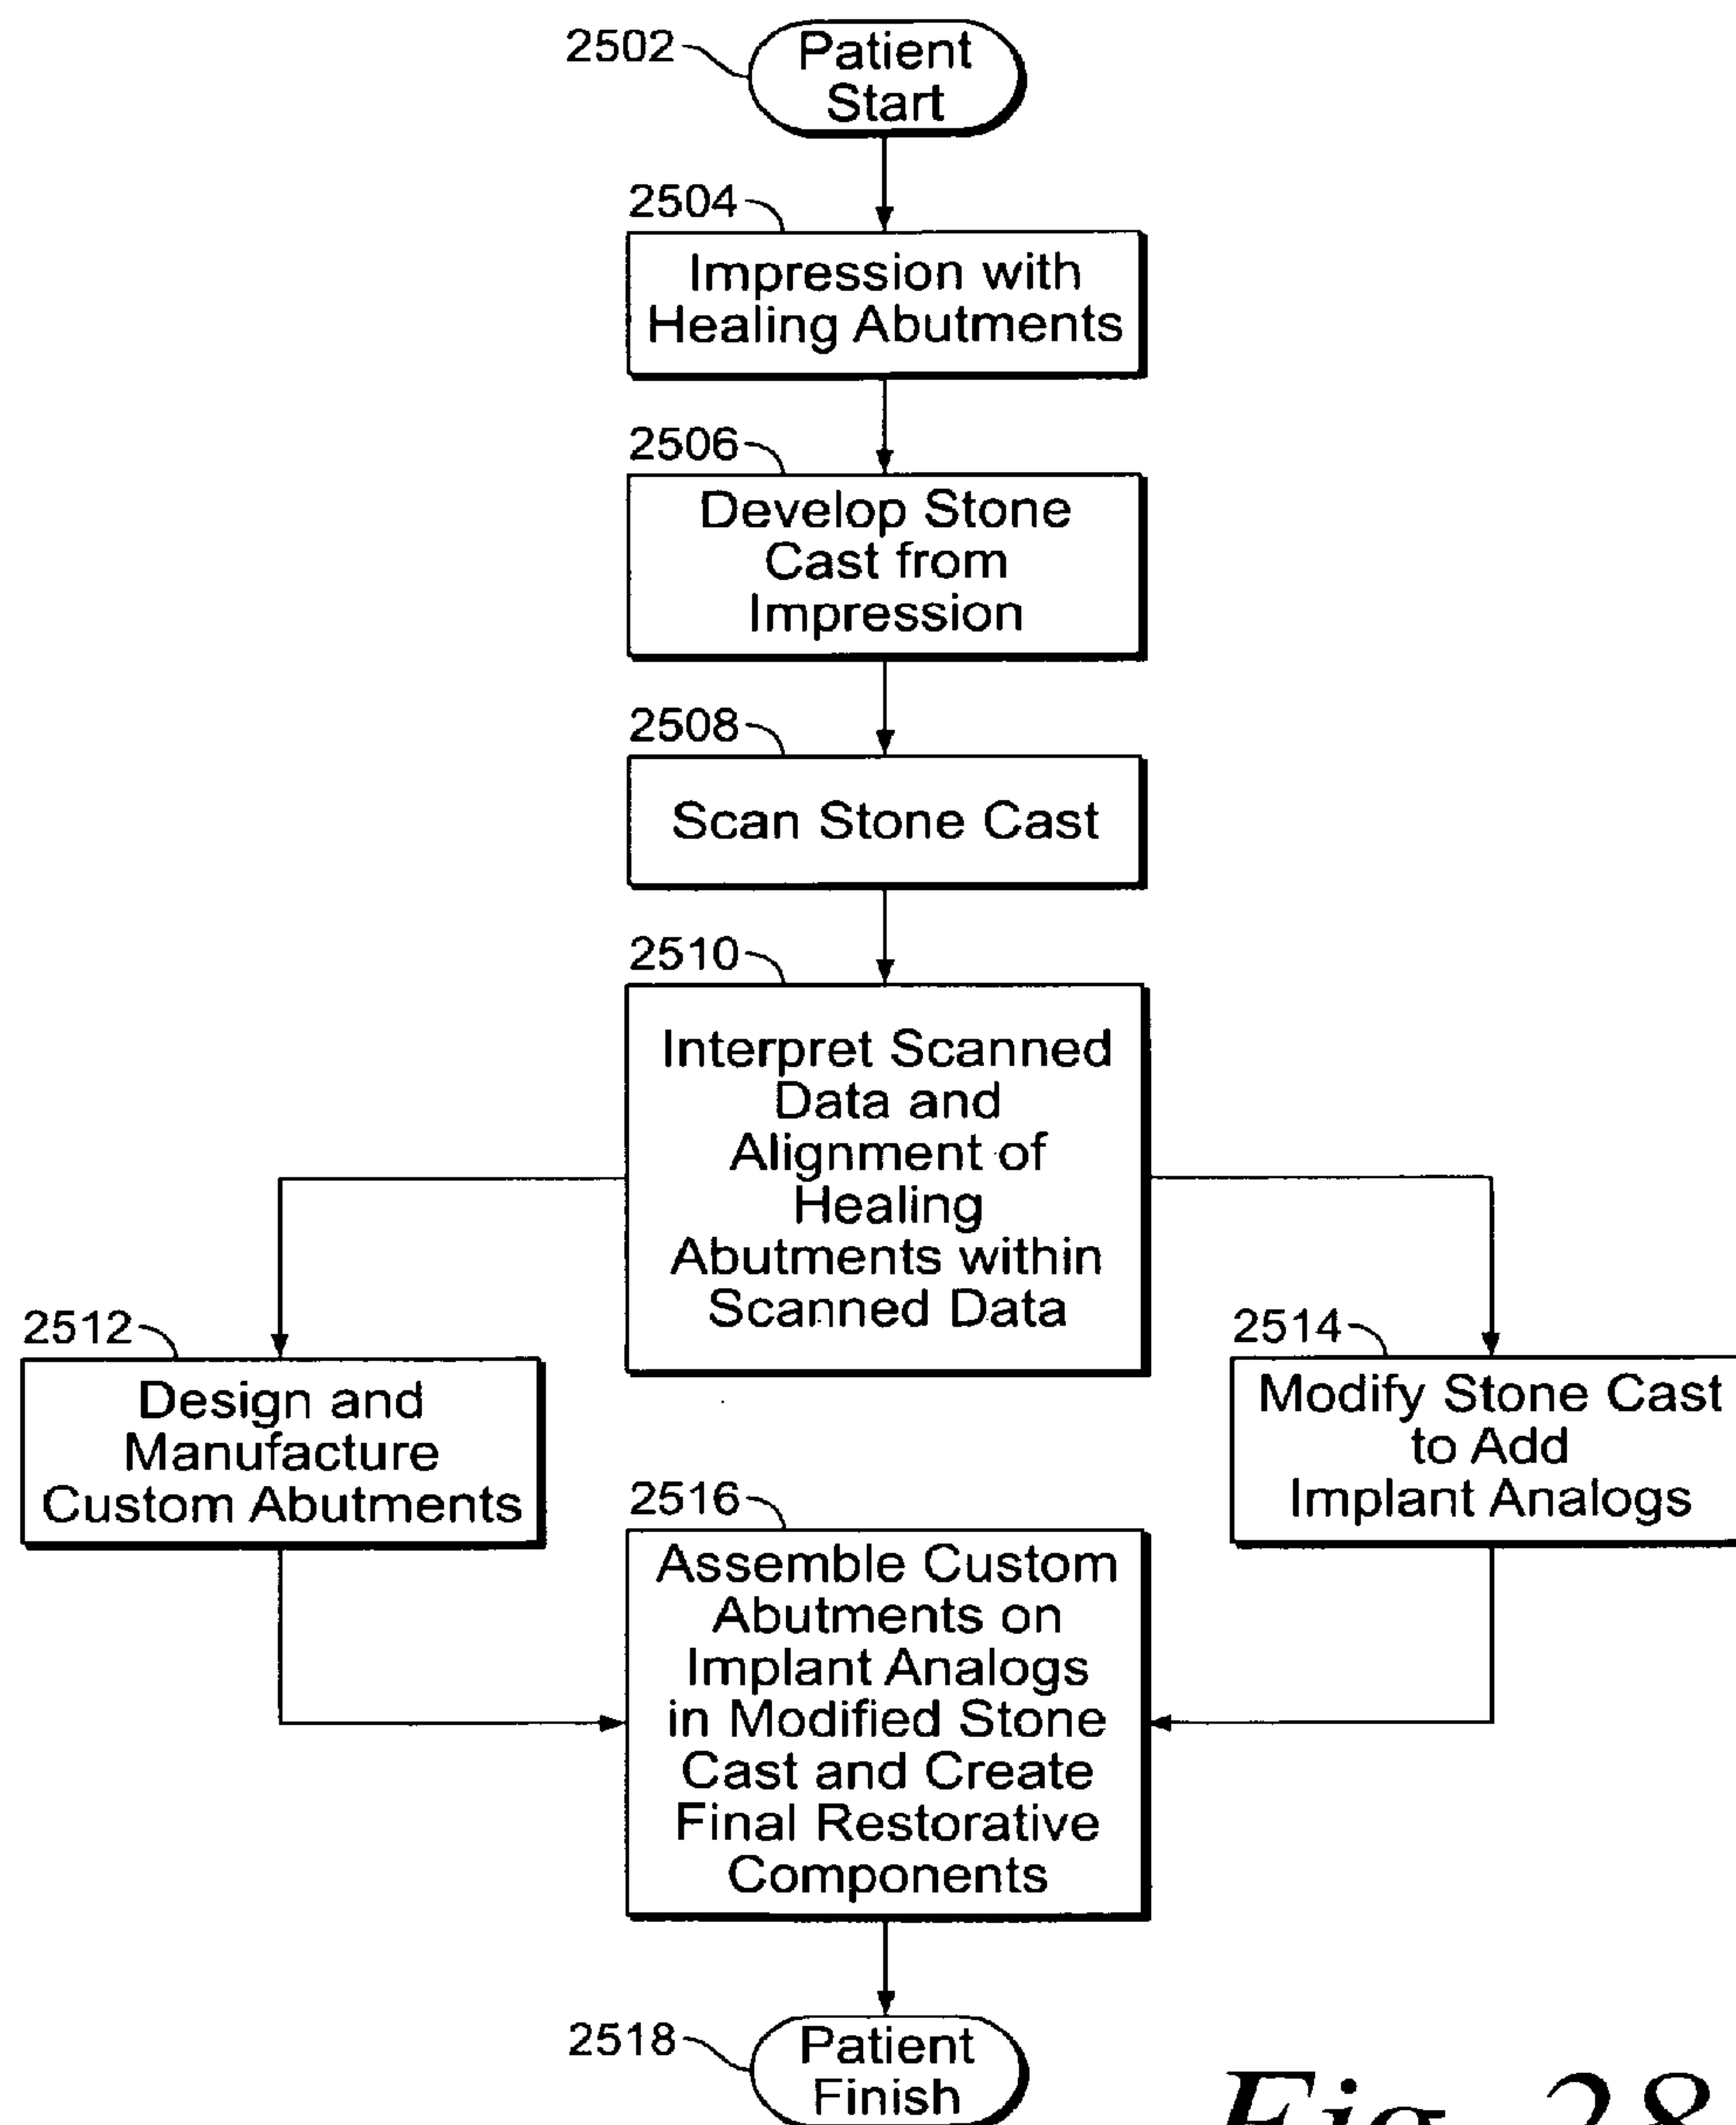 2502
Patient
Start
2504
Impression with
Healing Abutments
2506
Develop Stone
Cast from
Impression
2508
Scan Stone Cast
2510
Interpret Scanned
Data and
Alignment of
Healing
Abutments within
Scanned Data
2512
Design and
Manufacture
Custom Abutments
2514
Modify Stone Cast
to Add
Implant Analogs
2516
Assemble Custom
Abutments on
Implant Analogs
in Modified Stone
Cast and Create
Final Restorative
Components
2518
Patient
Finish
Fig. 28